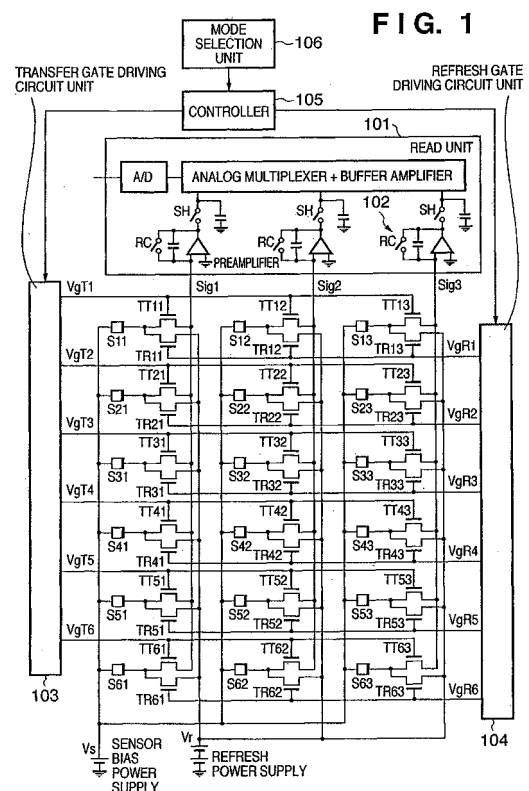 FIG. 1
MODE
SELECTION
UNIT
106
TRANSFER GATE DRIVING
CIRCUIT UNIT
REFRESH GATE
DRIVING CIRCUIT UNIT
CONTROLLER
105
101
READ UNIT
A/D
ANALOG MULTIPLEXER + BUFFER AMPLIFIER
SH
SH
SH
102
RC
RC
RC
PREAMPLIFIER
VgT1
Sig1
Sig2
Sig3
TT11
TT12
TT13
S11
S12
S13
VgT2
TR11
TR12
TR13
VgR1
TT21
TT22
TT23
S21
S22
S23
VgT3
TR21
TR22
TR23
VgR2
TT31
TT32
TT33
S31
S32
S33
VgT4
TR31
TR32
TR33
VgR3
TT41
TT42
TT43
S41
S42
S43
VgT5
TR41
TR42
TR43
VgR4
TT51
TT52
TT53
S51
S52
S53
VgT6
TR51
TR52
TR53
VgR5
TT61
TT62
TT63
S61
S62
S63
TR61
TR62
TR63
VgR6
103
104
Vs
SENSOR
BIAS
POWER
SUPPLY
Vr
REFRESH
POWER SUPPLY